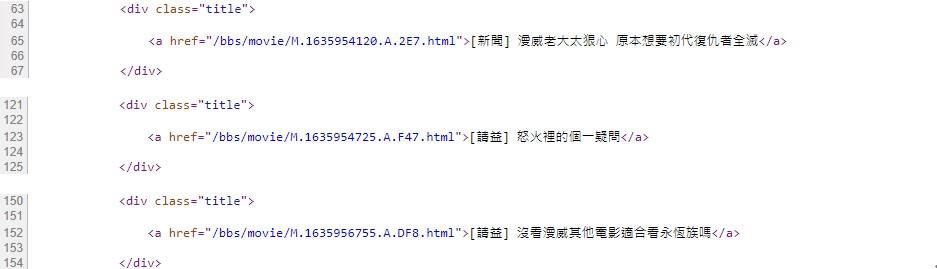 63 <div class="title">
64
65 <a href="/bbs/movie/M.1635954120.A.2E7.html">[新聞] 漫威老大太狠心 原本想要初代復仇者全滅</a>
66
67 </div>
121 <div class="title">
122
123 <a href="/bbs/movie/M.1635954725.A.F47.html">[請益] 怒火裡的個一疑問</a>
124
125 </div>
150 <div class="title">
151
152 <a href="/bbs/movie/M.1635956755.A.DF8.html">[請益] 沒看漫威其他電影適合看永恆族嗎</a>
153
154 </div>